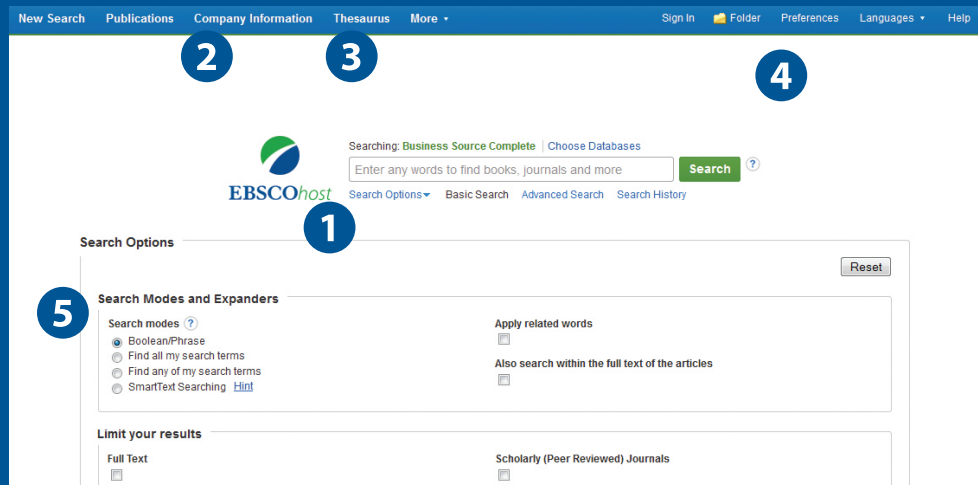 New Search Publications Company Information Thesaurus More Sign In Folder Preferences Languages Help
2 3 4
Searching: Business Source Complete | Choose Databases
Enter any words to find books, journals and more Search ?
EBSCOhost Search Options Basic Search Advanced Search Search History
1
Search Options
Reset
5 Search Modes and Expanders
Search modes ? Apply related words
Boolean/Phrase
Find all my search terms
Also search within the full text of the articles
Find any of my search terms
SmartText Searching Hint
Limit your results
Full Text Scholarly (Peer Reviewed) Journals